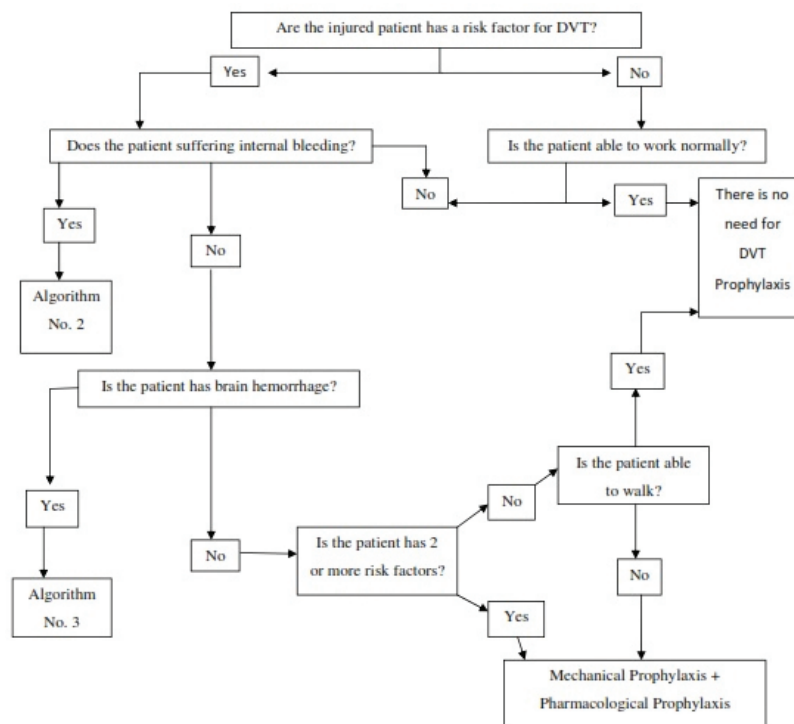 Are the injured patient has a risk factor for DVT?
Yes
No
Does the patient suffering internal bleeding?
Is the patient able to work normally?
No
Yes
There is no
need for
DVT
Prophylaxis
Yes
No
Algorithm
No. 2
Is the patient has brain hemorrhage?
Yes
Is the patient able
to walk?
Yes
No
No
Is the patient has 2
or more risk factors?
No
Algorithm
No. 3
Yes
Mechanical Prophylaxis +
Pharmacological Prophylaxis